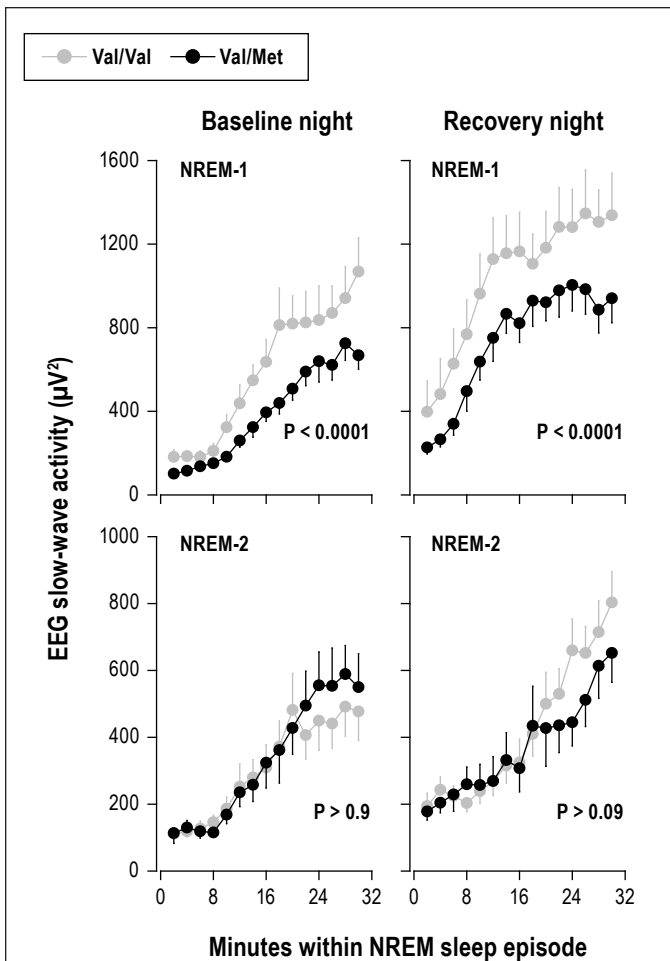 Val/Val Val/Met
Baseline night Recovery night
EEG slow-wave activity (µV²)
1600
1200
800
400
0
NREM-1
P < 0.0001
NREM-1
P < 0.0001
1000
800
600
400
200
0
NREM-2
P > 0.9
NREM-2
P > 0.09
0 8 16 24 32 0 8 16 24 32
Minutes within NREM sleep episode